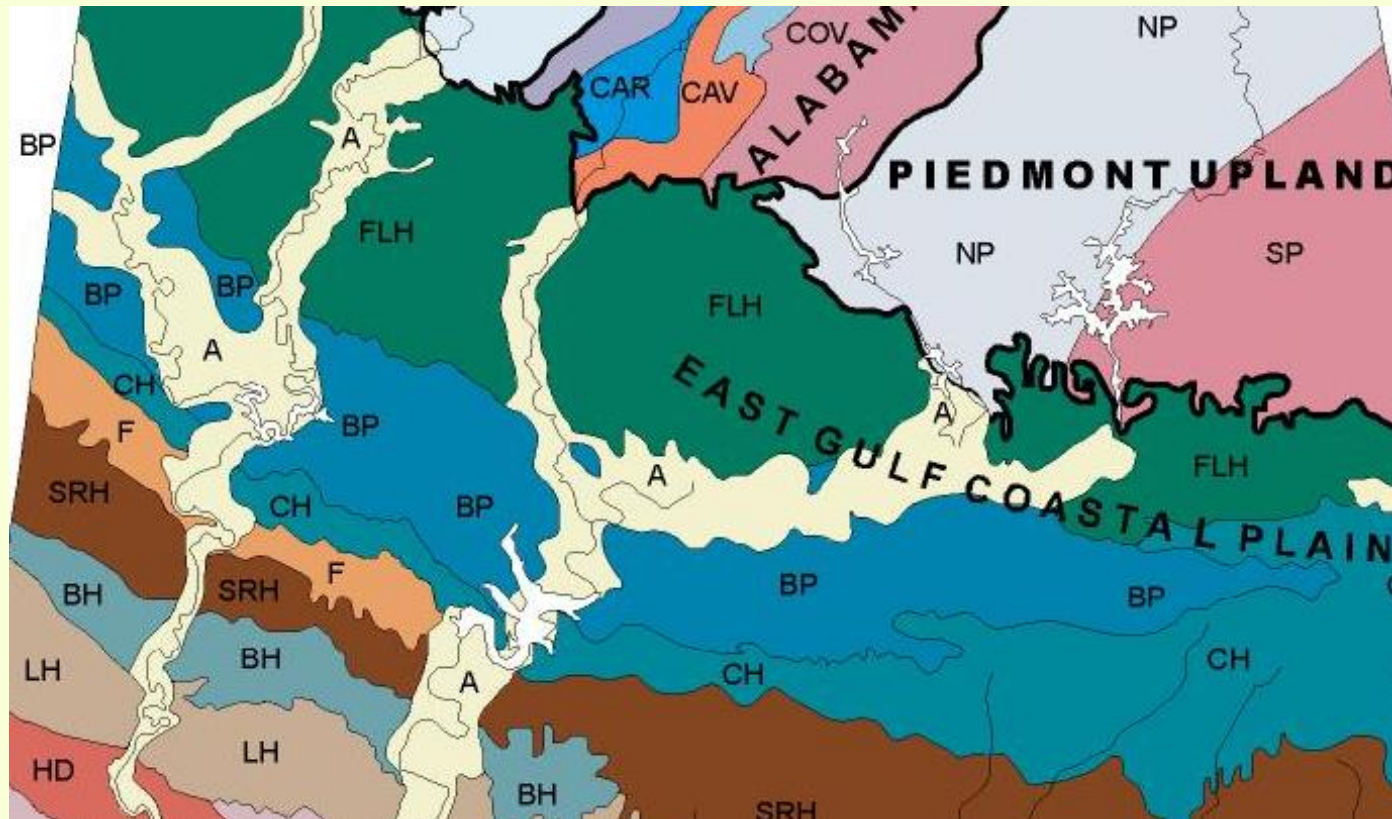 NP
COV
CAR
CAV
ALABAM
BP
A
PIEDMONT UPLAND
FLH
NP
SP
BP
BP
FLH
A
CH
EAST GULF COASTAL PLAIN
F
BP
A
A
FLH
SRH
A
CH
BP
F
BP
BP
BH
SRH
BH
CH
CH
LH
A
LH
HD
BH
SRH